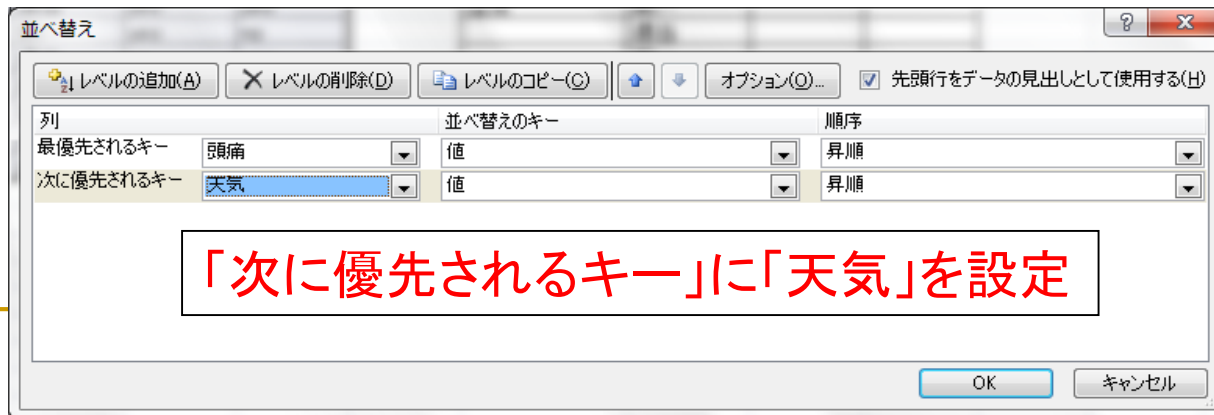 並べ替え
レベルの追加(A) レベルの削除(D) レベルのコピー(C) オプション(O)... 先頭行をデータの見出しとして使用する(H)
列 並べ替えのキー 順序
最優先されるキー 頭痛 値 昇順
次に優先されるキー 天気 値 昇順
「次に優先されるキー」に「天気」を設定
OK キャンセル